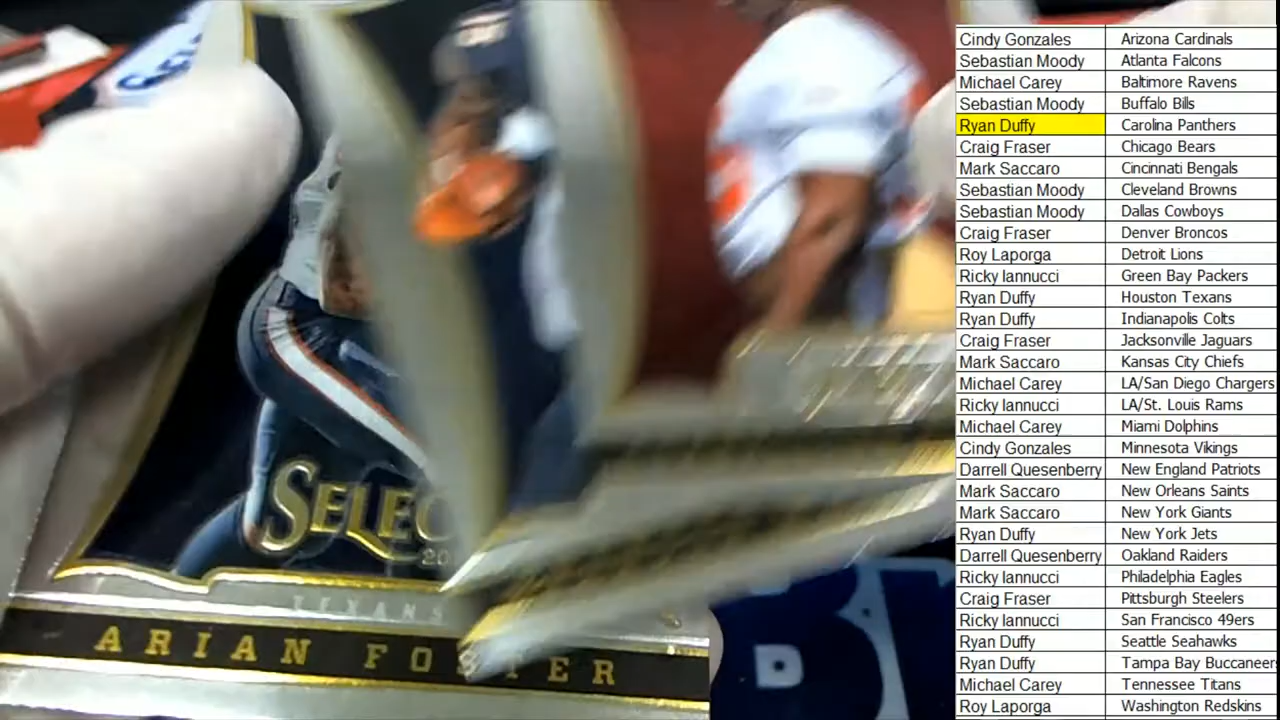 Cindy Gonzales Arizona Cardinals
Sebastian Moody Atlanta Falcons
Michael Carey Baltimore Ravens
Sebastian Moody Buffalo Bills
Ryan Duffy Carolina Panthers
Craig Fraser Chicago Bears
Mark Saccaro Cincinnati Bengals
Sebastian Moody Cleveland Browns
Sebastian Moody Dallas Cowboys
Craig Fraser Denver Broncos
Roy Laporga Detroit Lions
Ricky Iannucci Green Bay Packers
Ryan Duffy Houston Texans
Ryan Duffy Indianapolis Colts
Craig Fraser Jacksonville Jaguars
Mark Saccaro Kansas City Chiefs
Michael Carey LA/San Diego Chargers
Ricky Iannucci LA/St. Louis Rams
Michael Carey Miami Dolphins
Cindy Gonzales Minnesota Vikings
Darrell Quesenberry New England Patriots
Mark Saccaro New Orleans Saints
Mark Saccaro New York Giants
Ryan Duffy New York Jets
Darrell Quesenberry Oakland Raiders
Ricky Iannucci Philadelphia Eagles
Craig Fraser Pittsburgh Steelers
Ricky Iannucci San Francisco 49ers
Ryan Duffy Seattle Seahawks
Ryan Duffy Tampa Bay Buccaneer
Michael Carey Tennessee Titans
Roy Laporga Washington Redskins
SELEC
20
TEXANS
ARIAN FOSTER